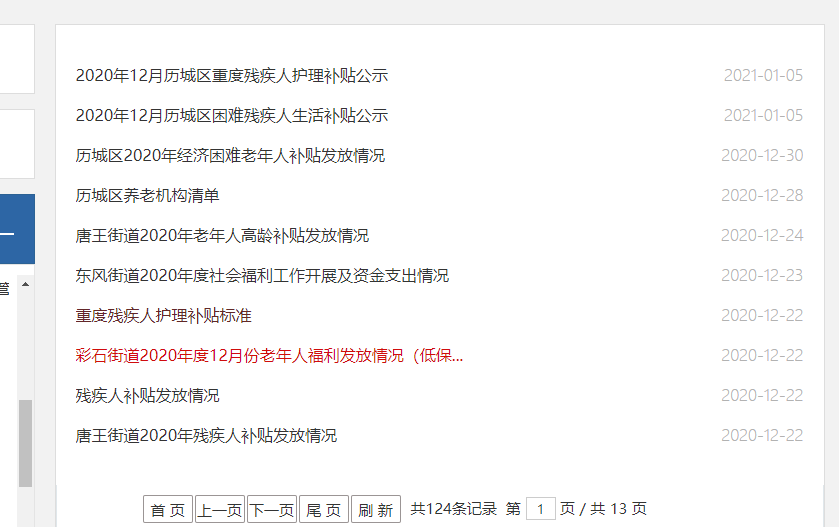 2020年12月历城区重度残疾人护理补贴公示 2021-01-05
2020年12月历城区困难残疾人生活补贴公示 2021-01-05
历城区2020年经济困难老年人补贴发放情况 2020-12-30
历城区养老机构清单 2020-12-28
唐王街道2020年老年人高龄补贴发放情况 2020-12-24
东风街道2020年度社会福利工作开展及资金支出情况 2020-12-23
管
重度残疾人护理补贴标准 2020-12-22
彩石街道2020年度12月份老年人福利发放情况（低保... 2020-12-22
残疾人补贴发放情况 2020-12-22
唐王街道2020年残疾人补贴发放情况 2020-12-22
首 页 上一页 下一页 尾 页 刷 新 共124条记录 第 1 页 / 共 13 页